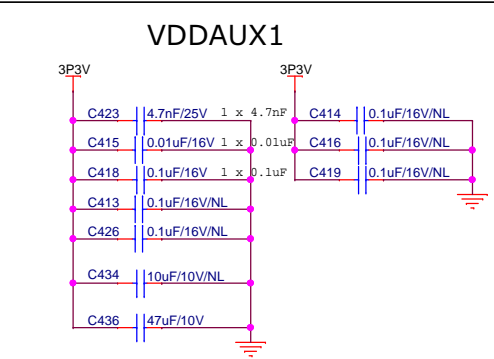 VDDAUX1
3P3V 3P3V
C423 4.7nF/25V 1 x 4.7nF C414 0.1uF/16V/NL
C415 0.01uF/16V 1 x 0.01uF C416 0.1uF/16V/NL
C418 0.1uF/16V 1 x 0.1uF C419 0.1uF/16V/NL
C413 0.1uF/16V/NL
C426 0.1uF/16V/NL
C434 10uF/10V/NL
C436 47uF/10V